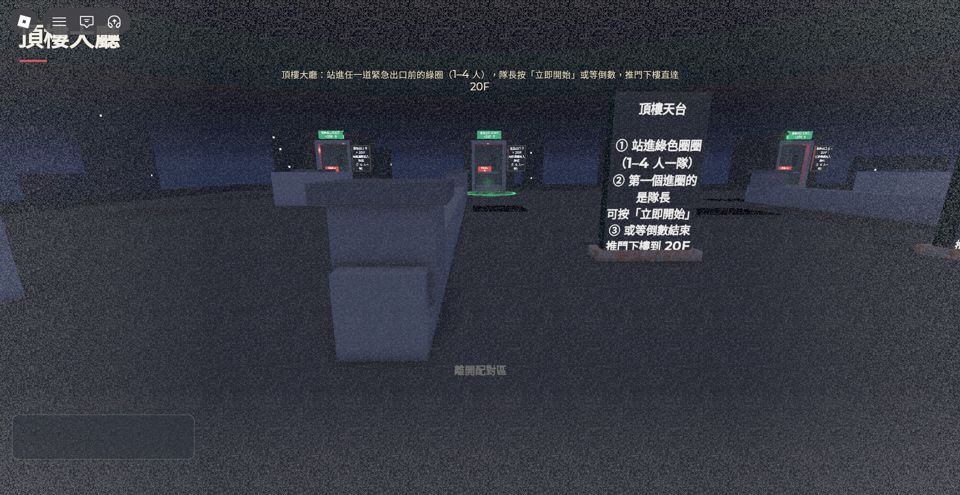 頂樓大廳
頂樓大廳：站進任一道緊急出口前的綠圈（1–4 人），隊長按「立即開始」或等倒數，推門下樓直達
20F
頂樓天台
① 站進綠色圈圈
（1–4 人一隊）
② 第一個進圈的
是隊長
可按「立即開始」
③ 或等倒數結束
推門下樓到 20F
離開配對區